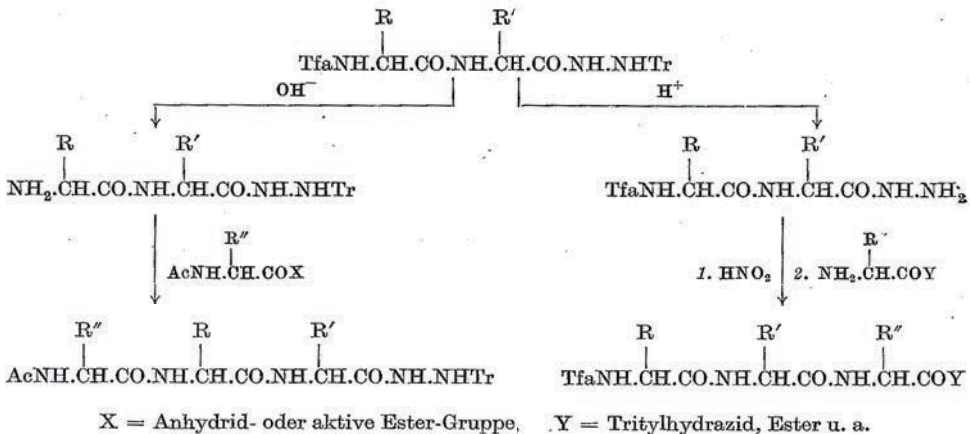 R R′
TfaNH.CH.CO.NH.CH.CO.NH.NHTr
OH⁻ H⁺
R R′ R R′
NH₂.CH.CO.NH.CH.CO.NH.NHTr TfaNH.CH.CO.NH.CH.CO.NH.NH₂
R″ R″
AcNH.CH.COX 1. HNO₂ 2. NH₂.CH.COY
R″ R R′ R R′ R″
AcNH.CH.CO.NH.CH.CO.NH.CH.CO.NH.NHTr TfaNH.CH.CO.NH.CH.CO.NH.CH.COY
X = Anhydrid- oder aktive Ester-Gruppe, Y = Tritylhydrazid, Ester u. a.